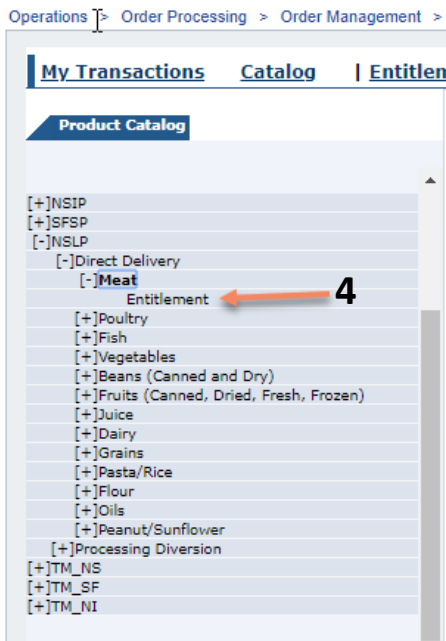 Operations > Order Processing > Order Management >
My Transactions Catalog | Entitlem
Product Catalog
[+]NSIP
[+]SFSP
[-]NSLP
[-]Direct Delivery
[-]Meat
Entitlement 4
[+]Poultry
[+]Fish
[+]Vegetables
[+]Beans (Canned and Dry)
[+]Fruits (Canned, Dried, Fresh, Frozen)
[+]Juice
[+]Dairy
[+]Grains
[+]Pasta/Rice
[+]Flour
[+]Oils
[+]Peanut/Sunflower
[+]Processing Diversion
[+]TM_NS
[+]TM_SF
[+]TM_NI